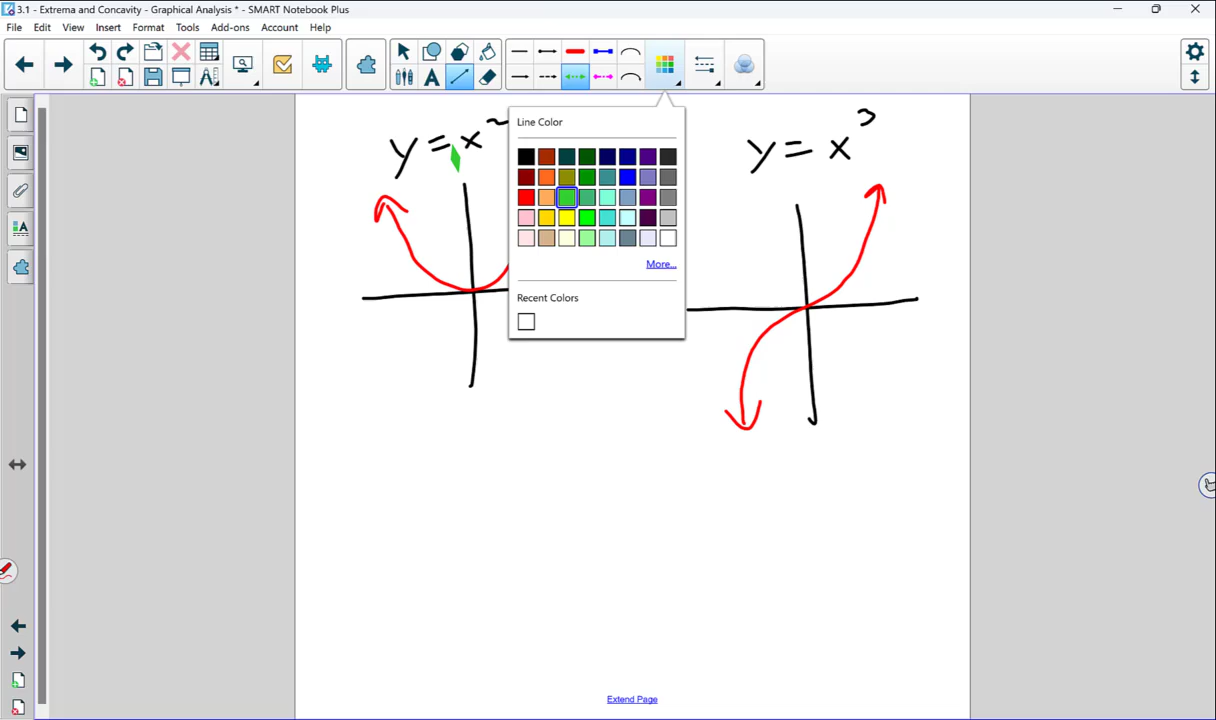 3.1 - Extrema and Concavity - Graphical Analysis * - SMART Notebook Plus
File Edit View Insert Format Tools Add-ons Account Help
A
A
Line Color
More...
Recent Colors
y = x²
y = x³
Extend Page